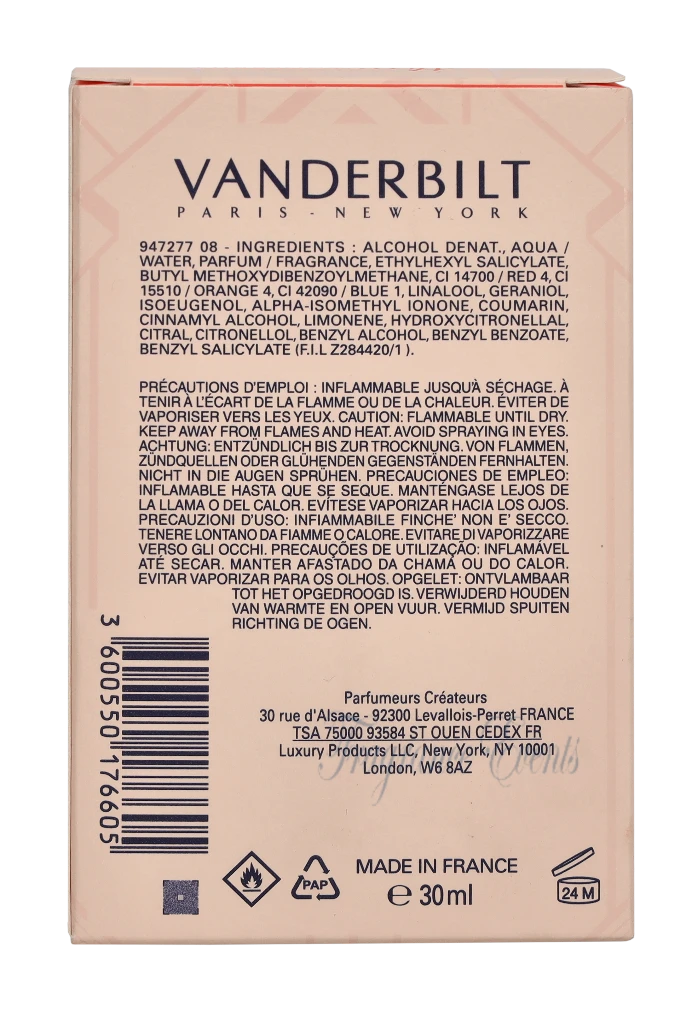 VANDERBILT
PARIS - NEW YORK
947277 08 - INGREDIENTS : ALCOHOL DENAT., AQUA /
WATER, PARFUM / FRAGRANCE, ETHYLHEXYL SALICYLATE,
BUTYL METHOXYDIBENZOYLMETHANE, CI 14700 / RED 4, CI
15510 / ORANGE 4, CI 42090 / BLUE 1, LINALOOL, GERANIOL,
ISOEUGENOL, ALPHA-ISOMETHYL IONONE, COUMARIN,
CINNAMYL ALCOHOL, LIMONENE, HYDROXYCITRONELLAL,
CITRAL, CITRONELLOL, BENZYL ALCOHOL, BENZYL BENZOATE,
BENZYL SALICYLATE (F.I.L Z284420/1 ).
PRÉCAUTIONS D'EMPLOI : INFLAMMABLE JUSQU'À SÉCHAGE. À
TENIR À L'ÉCART DE LA FLAMME OU DE LA CHALEUR. ÉVITER DE
VAPORISER VERS LES YEUX. CAUTION: FLAMMABLE UNTIL DRY.
KEEP AWAY FROM FLAMES AND HEAT. AVOID SPRAYING IN EYES.
ACHTUNG: ENTZÜNDLICH BIS ZUR TROCKNUNG. VON FLAMMEN,
ZÜNDQUELLEN ODER GLÜHENDEN GEGENSTÄNDEN FERNHALTEN.
NICHT IN DIE AUGEN SPRÜHEN. PRECAUCIONES DE EMPLEO:
INFLAMABLE HASTA QUE SE SEQUE. MANTÉNGASE LEJOS DE
LA LLAMA O DEL CALOR. EVÍTESE VAPORIZAR HACIA LOS OJOS.
PRECAUZIONI D'USO: INFIAMMABILE FINCHE' NON E' SECCO.
TENERE LONTANO DA FIAMME O CALORE. EVITARE DI VAPORIZZARE
VERSO GLI OCCHI. PRECAUÇÕES DE UTILIZAÇÃO: INFLAMÁVEL
ATÉ SECAR. MANTER AFASTADO DA CHAMA OU DO CALOR.
EVITAR VAPORIZAR PARA OS OLHOS. OPGELET: ONTVLAMBAAR
TOT HET OPGEDROOGD IS. VERWIJDERD HOUDEN
VAN WARMTE EN OPEN VUUR. VERMIJD SPUITEN
RICHTING DE OGEN.
3 600550 176605
Parfumeurs Créateurs
30 rue d'Alsace - 92300 Levallois-Perret FRANCE
TSA 75000 93584 ST OUEN CEDEX FR
Luxury Products LLC, New York, NY 10001
London, W6 8AZ
Fragrance Events
PAP
MADE IN FRANCE
℮ 30 ml
24 M